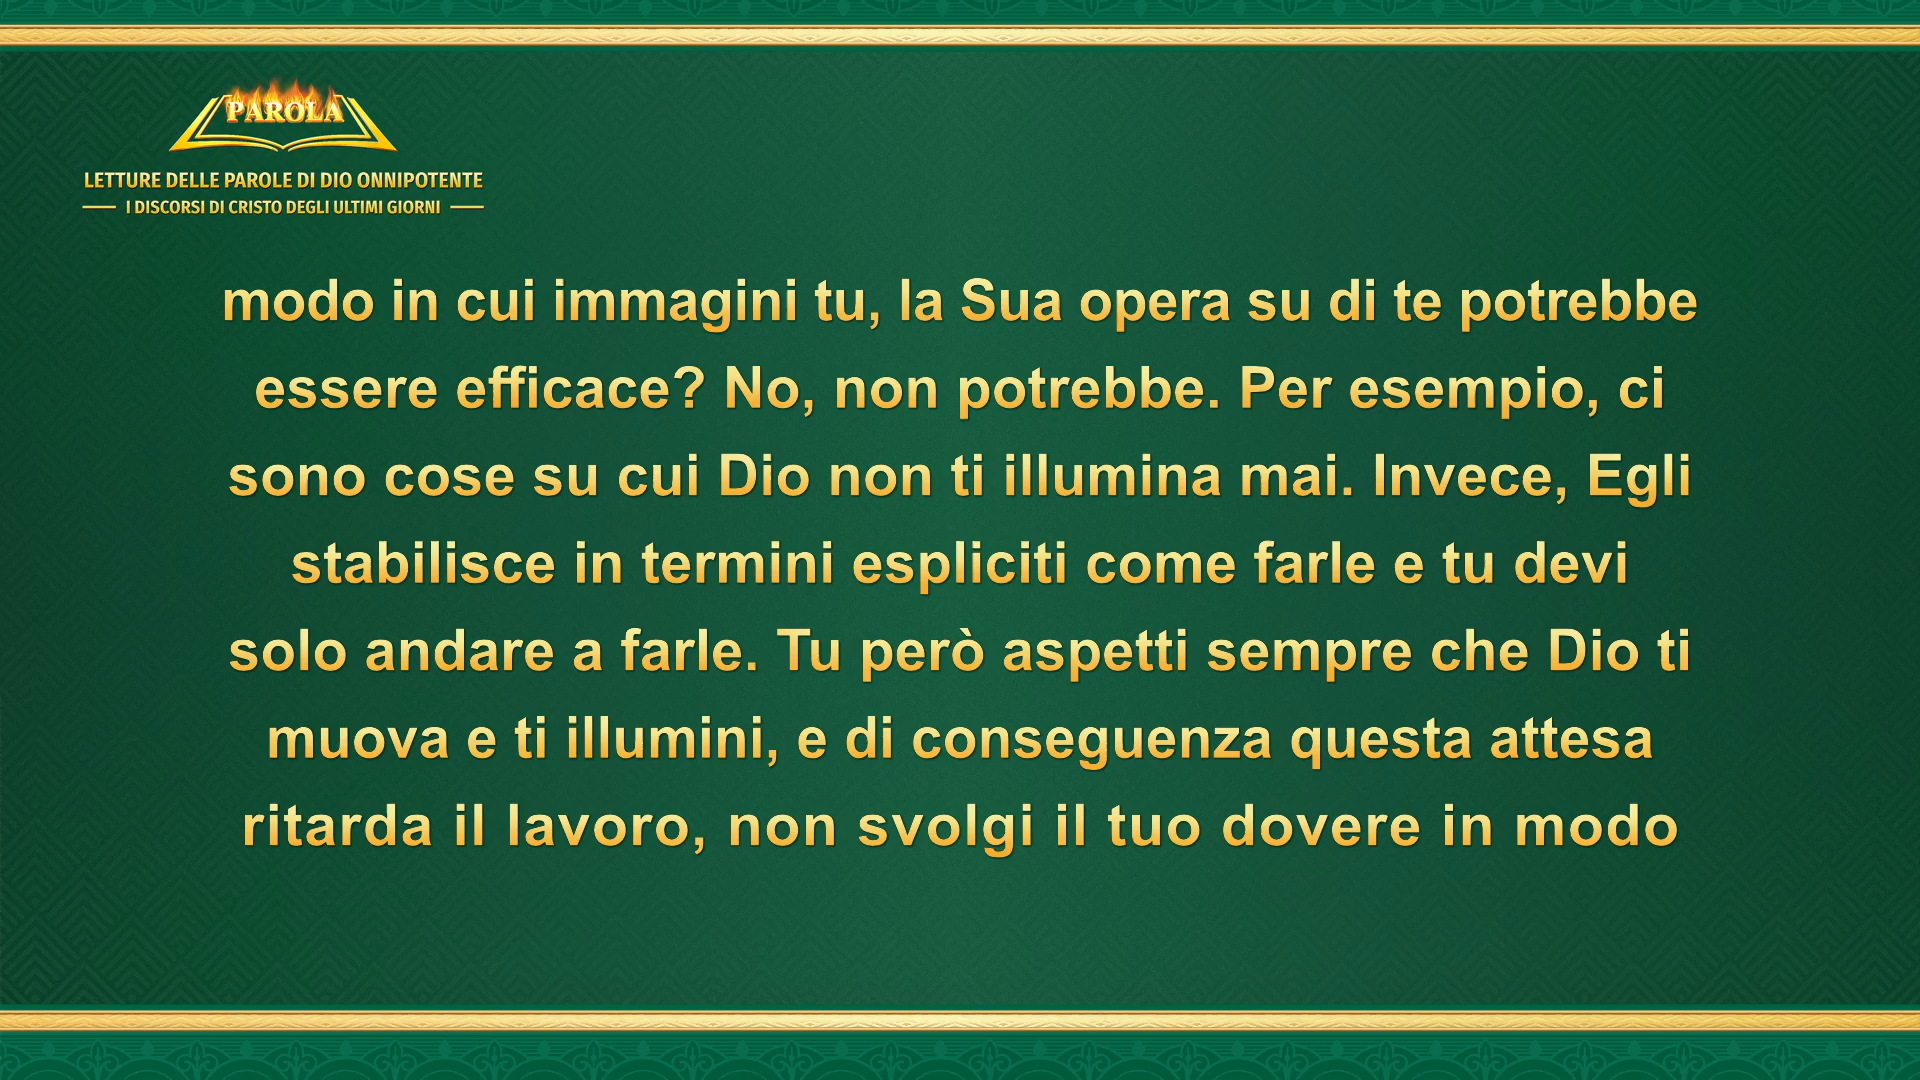 PAROLA
LETTURE DELLE PAROLE DI DIO ONNIPOTENTE
I DISCORSI DI CRISTO DEGLI ULTIMI GIORNI
modo in cui immagini tu, la Sua opera su di te potrebbe
essere efficace? No, non potrebbe. Per esempio, ci
sono cose su cui Dio non ti illumina mai. Invece, Egli
stabilisce in termini espliciti come farle e tu devi
solo andare a farle. Tu però aspetti sempre che Dio ti
muova e ti illumini, e di conseguenza questa attesa
ritarda il lavoro, non svolgi il tuo dovere in modo